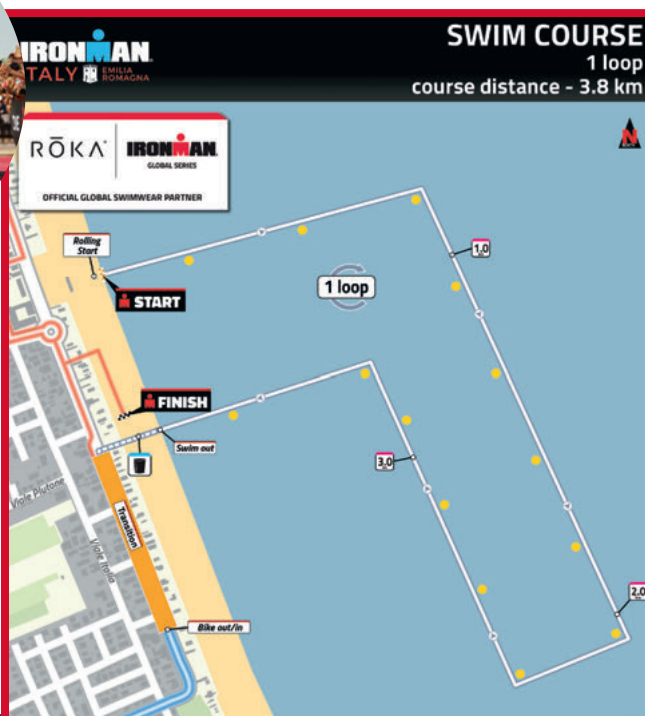 IRONMAN
ITALY
EMILIA
ROMAGNA
SWIM COURSE
1 loop
course distance - 3.8 km
RŌKA
IRONMAN
GLOBAL SERIES
OFFICIAL GLOBAL SWIMWEAR PARTNER
N
Rolling
Start
1.0
START
1 loop
FINISH
Swim out
3.0
Viale Plutone
Transition
Viale Italia
2.0
Bike out/in